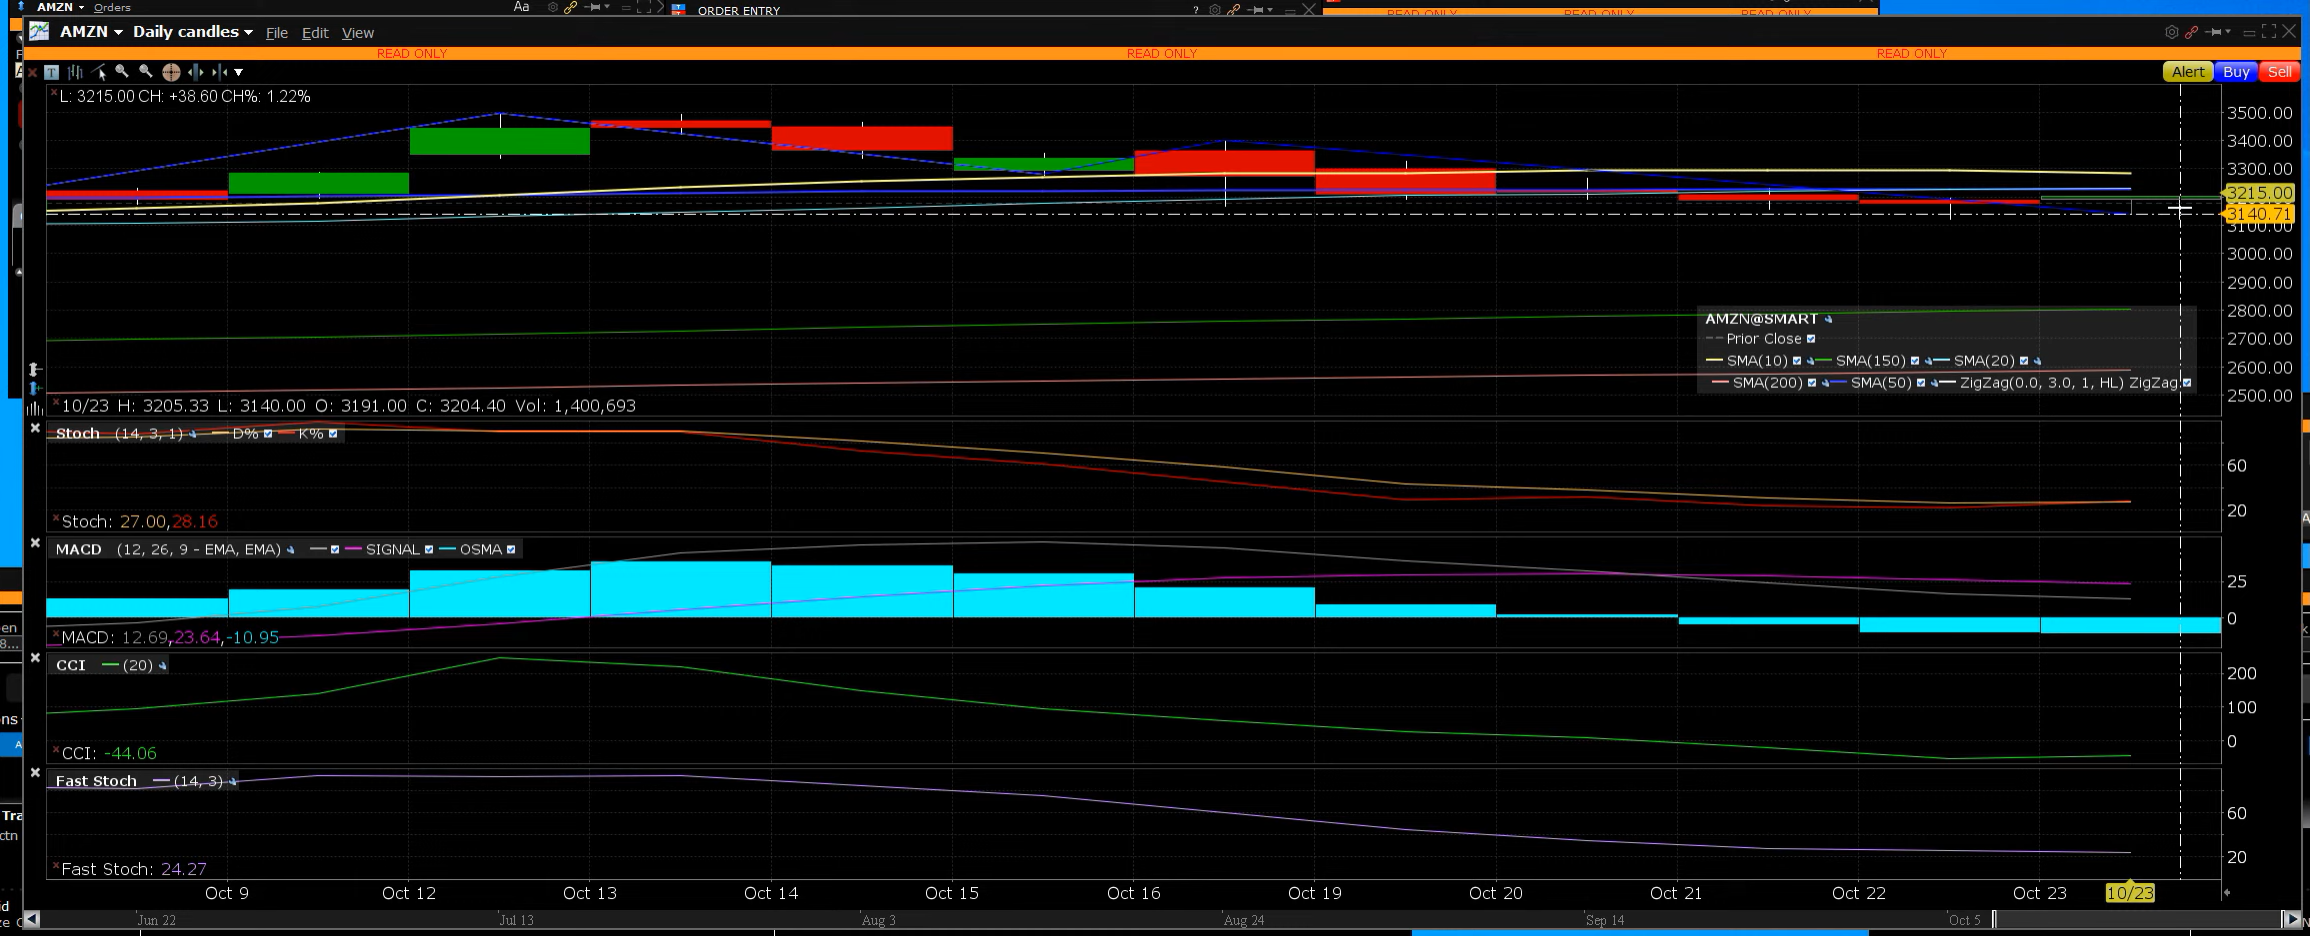 AMZN Orders Aa ORDER ENTRY ?
READ ONLY READ ONLY READ ONLY
AMZN Daily candles File Edit View
READ ONLY READ ONLY READ ONLY
Alert Buy Sell
L: 3215.00 CH: +38.60 CH%: 1.22%
3500.00
3400.00
3300.00
3215.00
3140.71
3100.00
3000.00
2900.00
2800.00
2700.00
2600.00
2500.00
AMZN@SMART
Prior Close
SMA(10) SMA(150) SMA(20)
SMA(200) SMA(50) ZigZag(0.0, 3.0, 1, HL) ZigZag
10/23 H: 3205.33 L: 3140.00 O: 3191.00 C: 3204.40 Vol: 1,400,693
Stoch (14, 3, 1) D% K%
60
20
Stoch: 27.00,28.16
MACD (12, 26, 9 - EMA, EMA) SIGNAL OSMA
25
0
MACD: 12.69,23.64,-10.95
CCI (20)
200
100
0
CCI: -44.06
Fast Stoch (14, 3)
60
20
Fast Stoch: 24.27
Oct 9 Oct 12 Oct 13 Oct 14 Oct 15 Oct 16 Oct 19 Oct 20 Oct 21 Oct 22 Oct 23 10/23
Jun 22 Jul 13 Aug 3 Aug 24 Sep 14 Oct 5